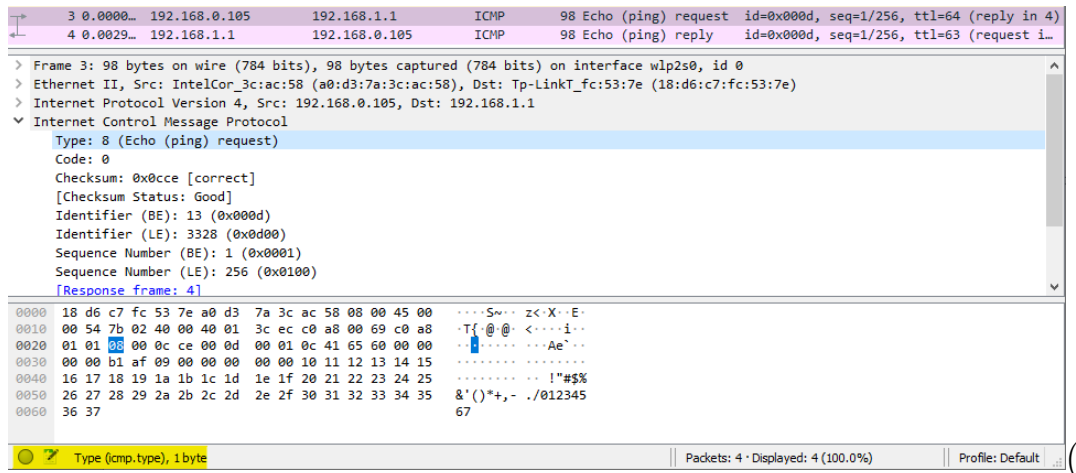 3 0.0000… 192.168.0.105 192.168.1.1 ICMP 98 Echo (ping) request id=0x000d, seq=1/256, ttl=64 (reply in 4)
4 0.0029… 192.168.1.1 192.168.0.105 ICMP 98 Echo (ping) reply id=0x000d, seq=1/256, ttl=63 (request i…
> Frame 3: 98 bytes on wire (784 bits), 98 bytes captured (784 bits) on interface wlp2s0, id 0
> Ethernet II, Src: IntelCor_3c:ac:58 (a0:d3:7a:3c:ac:58), Dst: Tp-LinkT_fc:53:7e (18:d6:c7:fc:53:7e)
> Internet Protocol Version 4, Src: 192.168.0.105, Dst: 192.168.1.1
Internet Control Message Protocol
Type: 8 (Echo (ping) request)
Code: 0
Checksum: 0x0cce [correct]
[Checksum Status: Good]
Identifier (BE): 13 (0x000d)
Identifier (LE): 3328 (0x0d00)
Sequence Number (BE): 1 (0x0001)
Sequence Number (LE): 256 (0x0100)
[Response frame: 4]
0000 18 d6 c7 fc 53 7e a0 d3 7a 3c ac 58 08 00 45 00 ····S~·· z<·X··E·
0010 00 54 7b 02 40 00 40 01 3c ec c0 a8 00 69 c0 a8 ·T{·@·@· <····i··
0020 01 01 08 00 0c ce 00 0d 00 01 0c 41 65 60 00 00 ········ ···Ae`··
0030 00 00 b1 af 09 00 00 00 00 00 10 11 12 13 14 15 ········ ········
0040 16 17 18 19 1a 1b 1c 1d 1e 1f 20 21 22 23 24 25 ········ ·· !"#$%
0050 26 27 28 29 2a 2b 2c 2d 2e 2f 30 31 32 33 34 35 &'()*+,- ./012345
0060 36 37 67
Type (icmp.type), 1 byte Packets: 4 · Displayed: 4 (100.0%) Profile: Default (